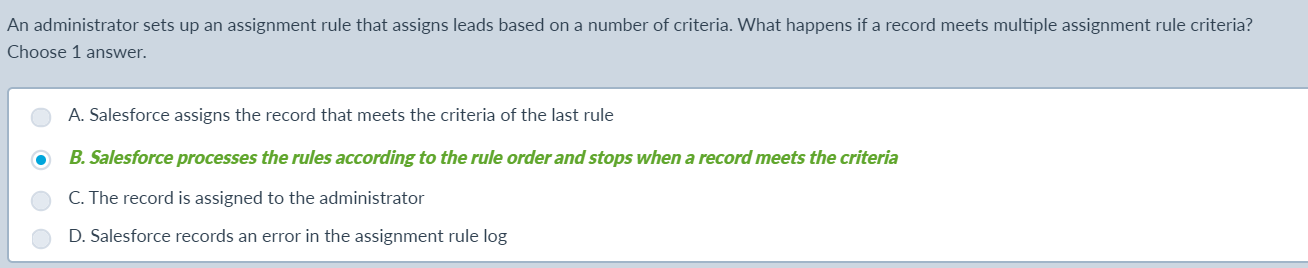 An administrator sets up an assignment rule that assigns leads based on a number of criteria. What happens if a record meets multiple assignment rule criteria?
Choose 1 answer.
A. Salesforce assigns the record that meets the criteria of the last rule
B. Salesforce processes the rules according to the rule order and stops when a record meets the criteria
C. The record is assigned to the administrator
D. Salesforce records an error in the assignment rule log